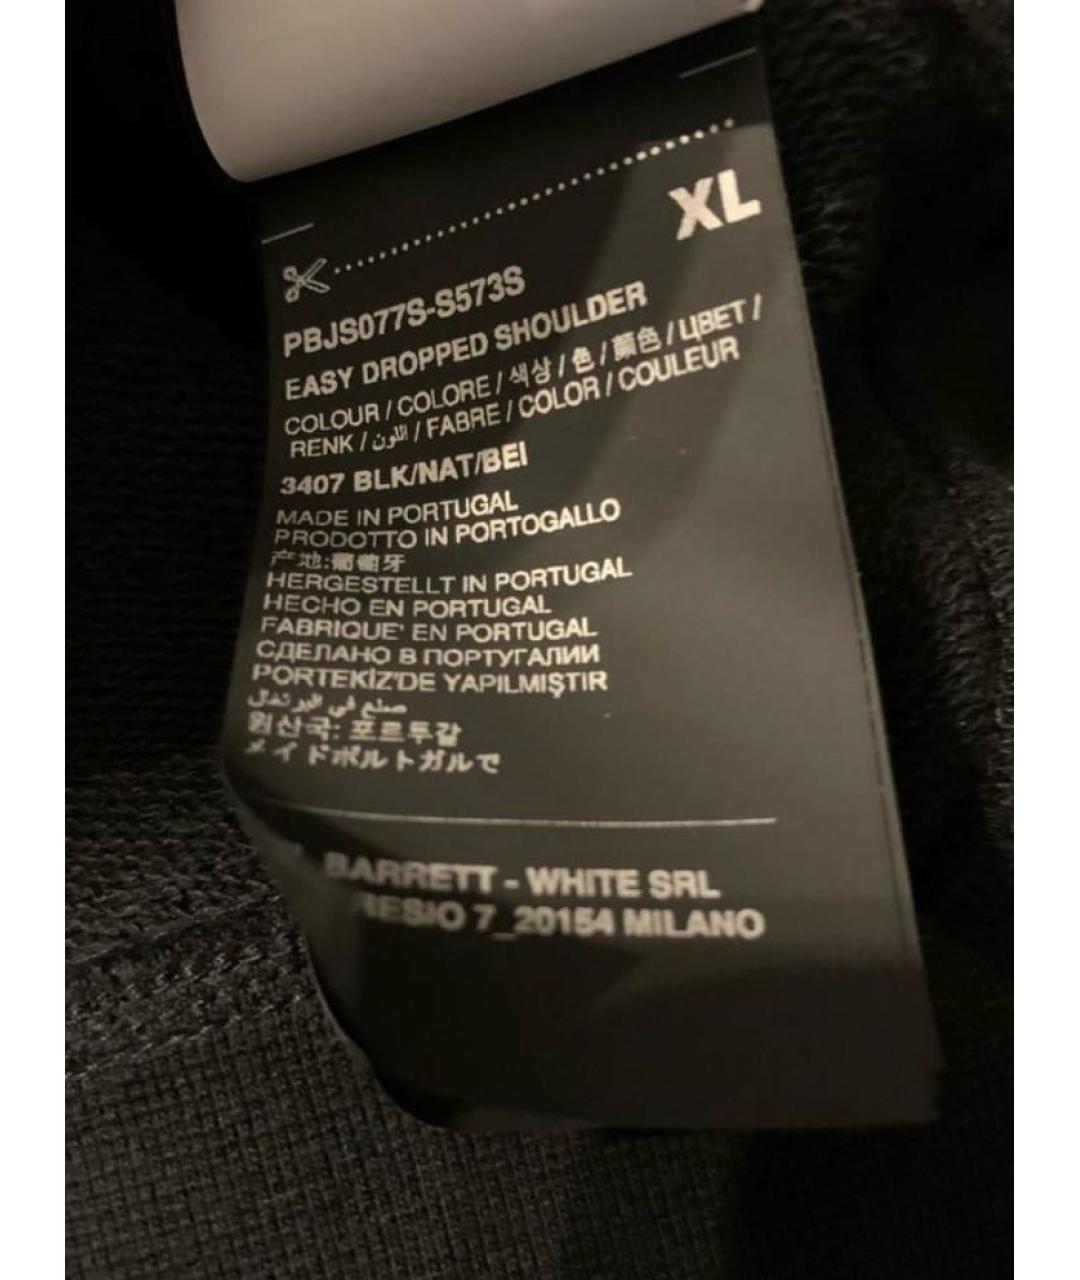 XL
PBJS077S-S573S
EASY DROPPED SHOULDER
COLOUR / COLORE / 색상 / 色 / 颜色 / ЦВЕТ /
RENK / اللون / FABRE / COLOR / COULEUR
3407 BLK/NAT/BEI
MADE IN PORTUGAL
PRODOTTO IN PORTOGALLO
产地:葡萄牙
HERGESTELLT IN PORTUGAL
HECHO EN PORTUGAL
FABRIQUE' EN PORTUGAL
СДЕЛАНО В ПОРТУГАЛИИ
PORTEKİZ'DE YAPILMIŞTIR
صنع في البرتغال
원산국: 포르투갈
メイドポルトガルで
BARRETT - WHITE SRL
7_20154 MILANO